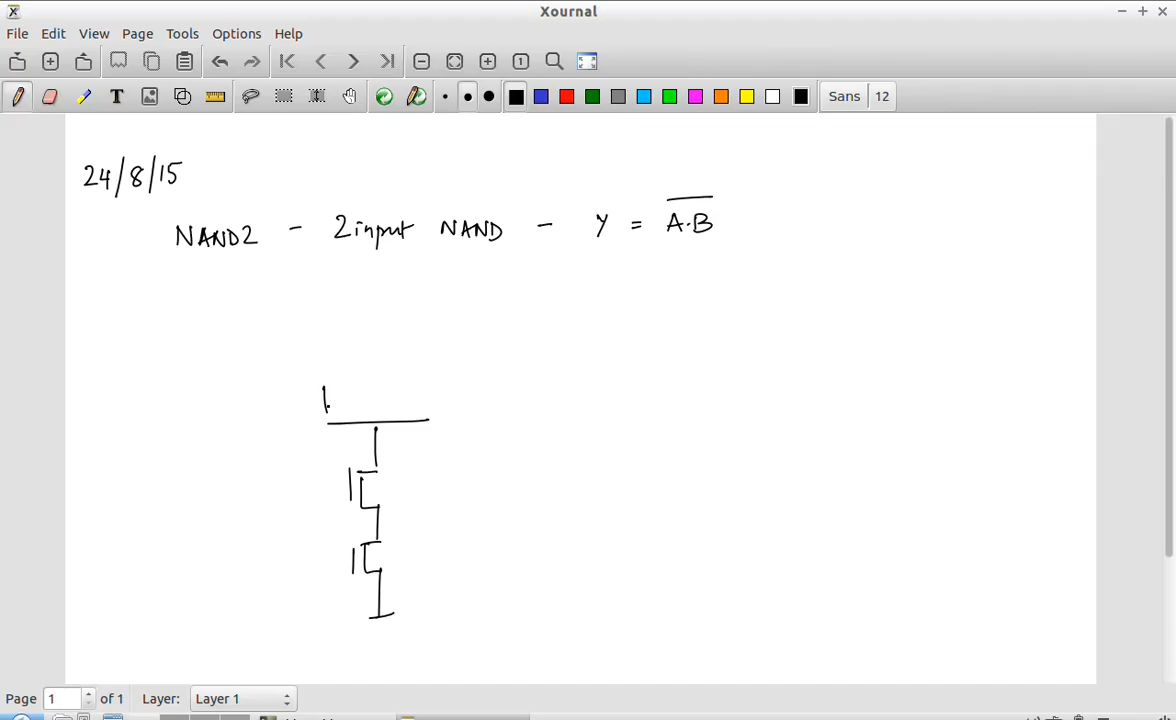 Xournal
File Edit View Page Tools Options Help
Sans 12
24/8/15
NAND2 - 2input NAND - Y = \overline{A.B}
Page 1 of 1 Layer: Layer 1